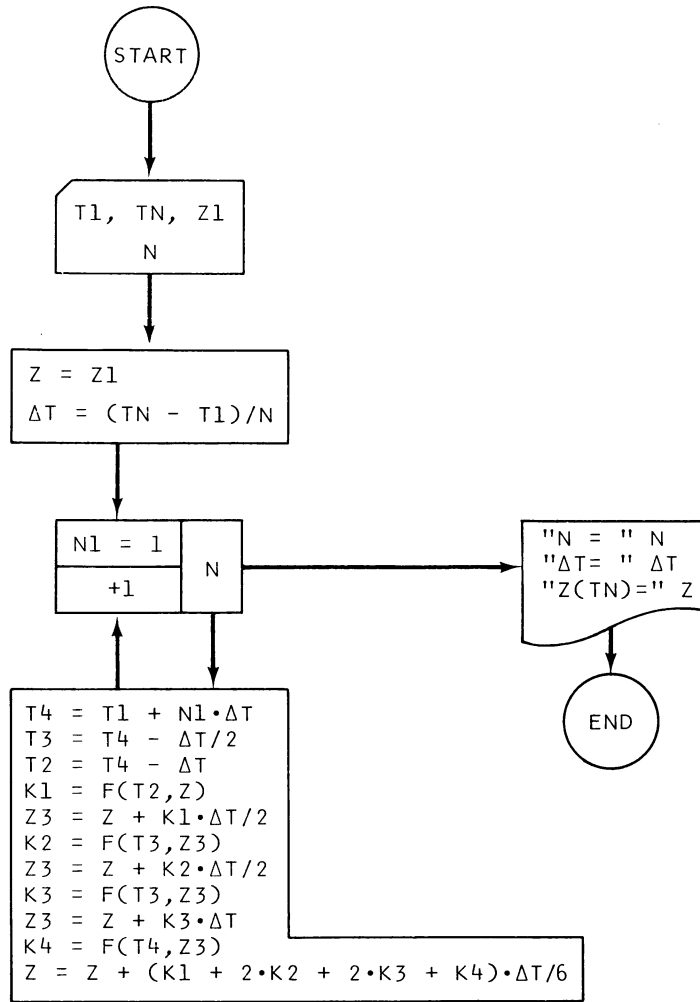 START
T1, TN, Z1
N
Z = Z1
ΔT = (TN - T1)/N
N1 = 1
+1
N
"N = " N
"ΔT= " ΔT
"Z(TN)=" Z
END
T4 = T1 + N1·ΔT
T3 = T4 - ΔT/2
T2 = T4 - ΔT
K1 = F(T2,Z)
Z3 = Z + K1·ΔT/2
K2 = F(T3,Z3)
Z3 = Z + K2·ΔT/2
K3 = F(T3,Z3)
Z3 = Z + K3·ΔT
K4 = F(T4,Z3)
Z = Z + (K1 + 2·K2 + 2·K3 + K4)·ΔT/6